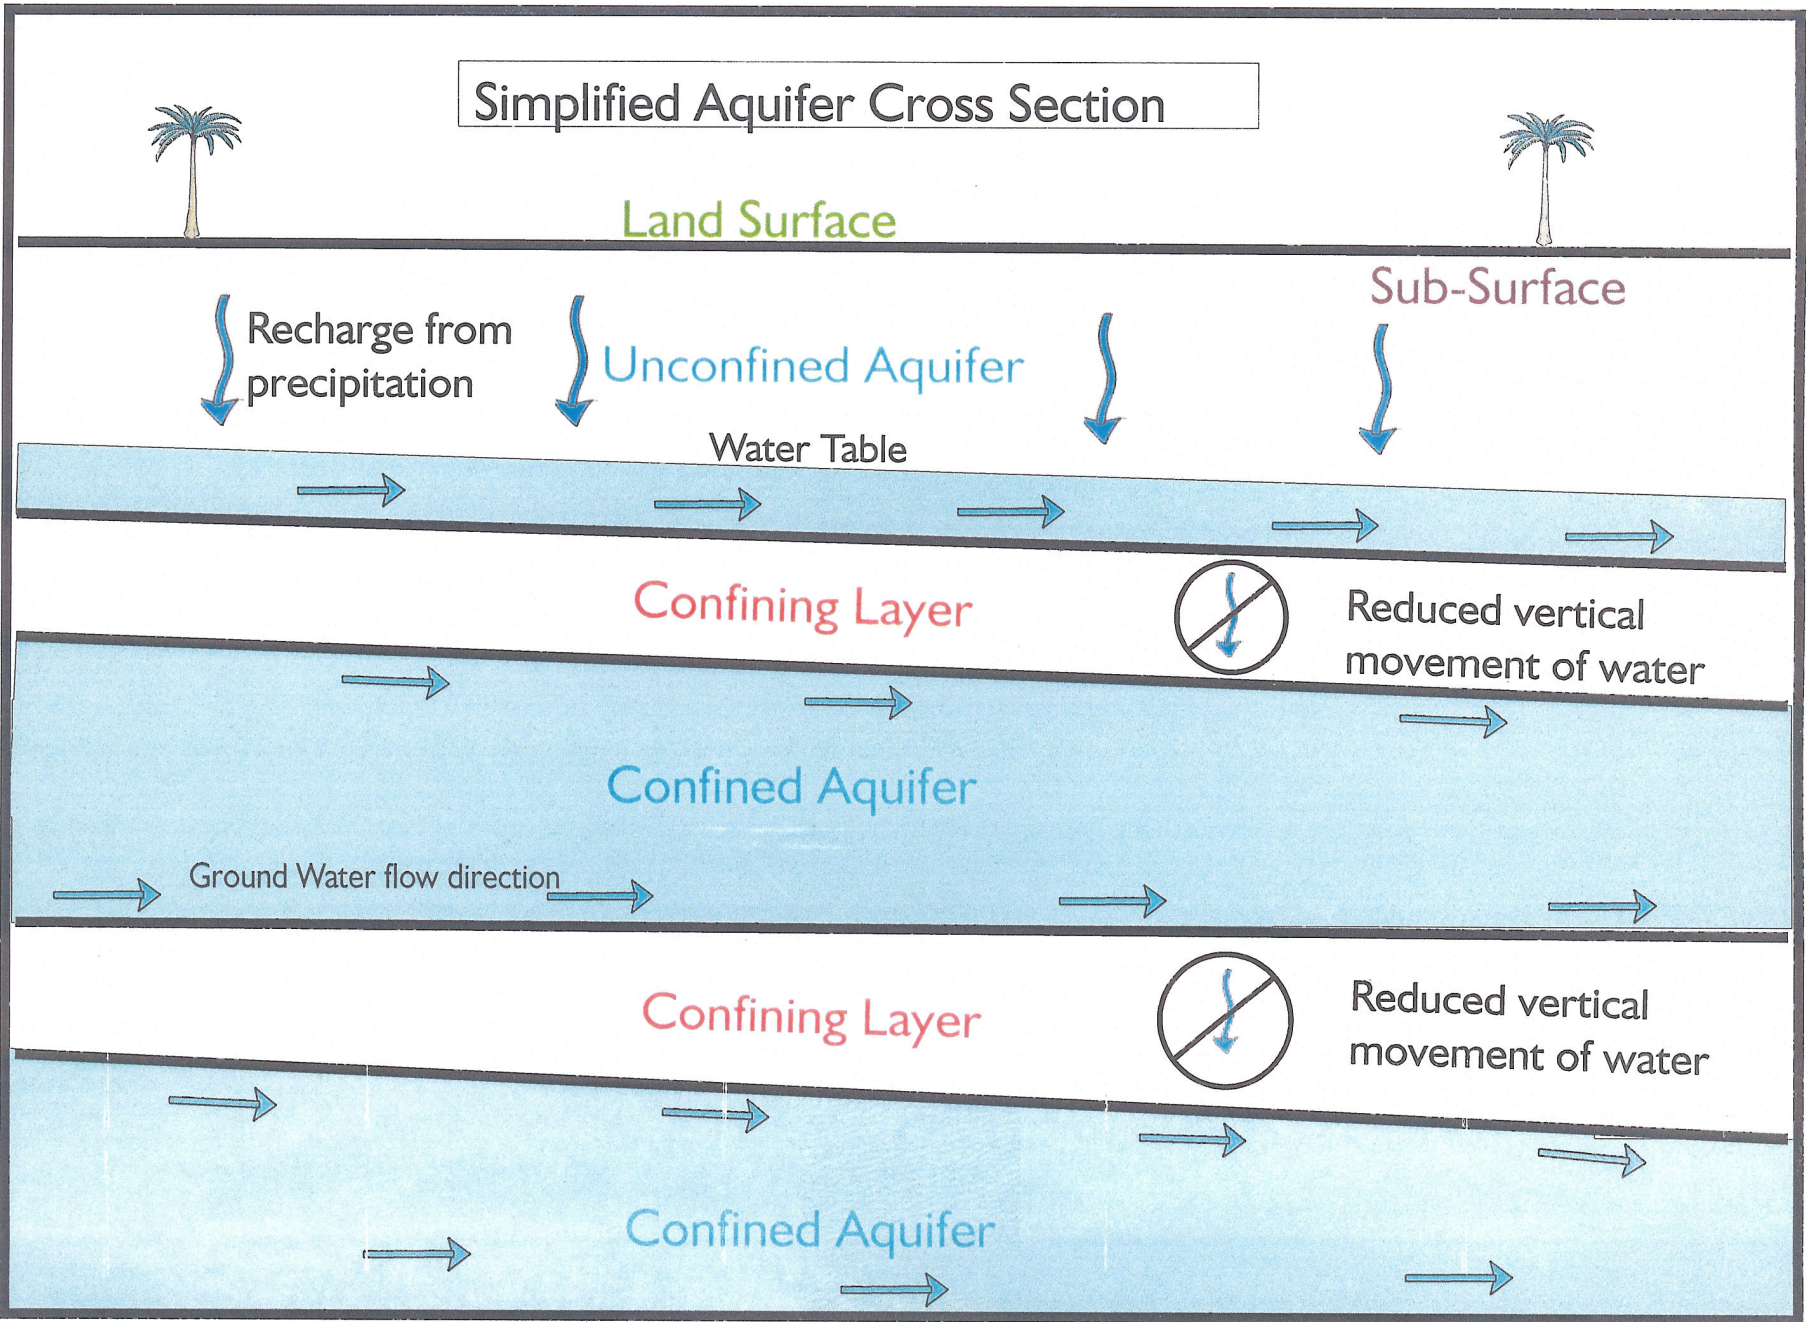 Simplified Aquifer Cross Section
Land Surface
Sub-Surface
Recharge from
precipitation
Unconfined Aquifer
Water Table
Confining Layer
Reduced vertical
movement of water
Confined Aquifer
Ground Water flow direction
Confining Layer
Reduced vertical
movement of water
Confined Aquifer